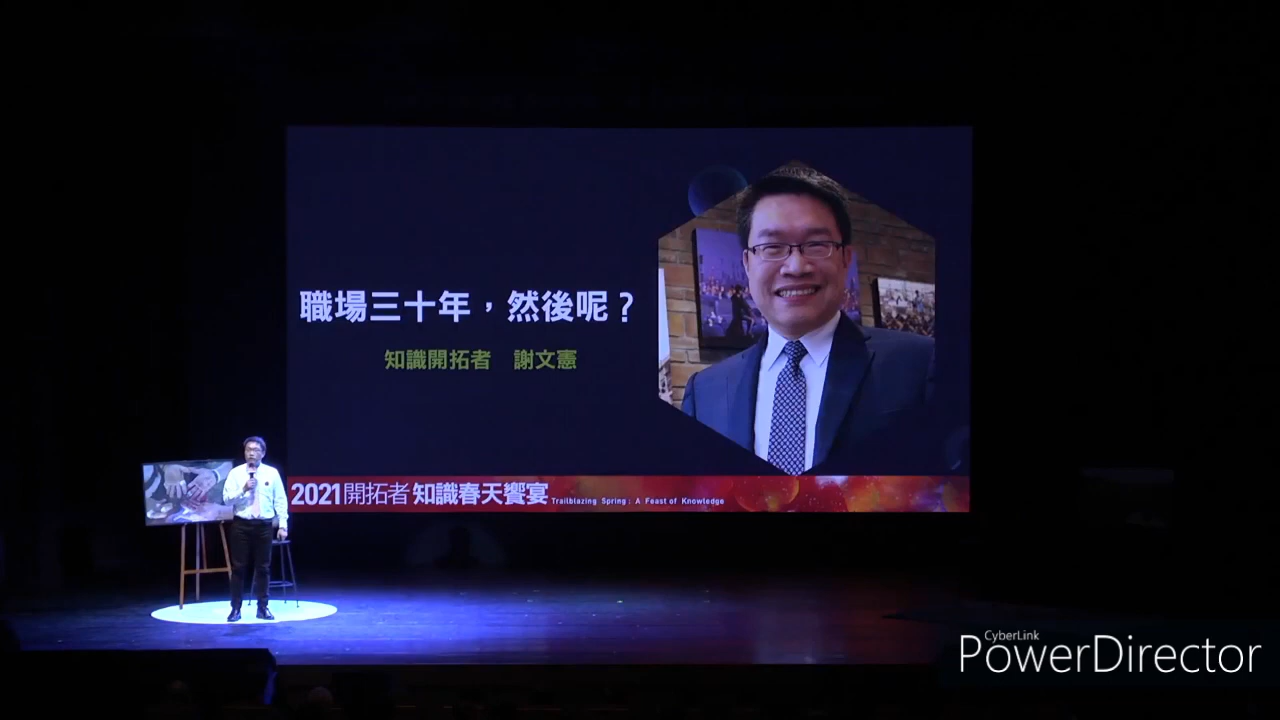 職場三十年，然後呢？
知識開拓者 謝文憲
2021開拓者 知識春天饗宴 Trailblazing Spring : A Feast of Knowledge
CyberLink
PowerDirector